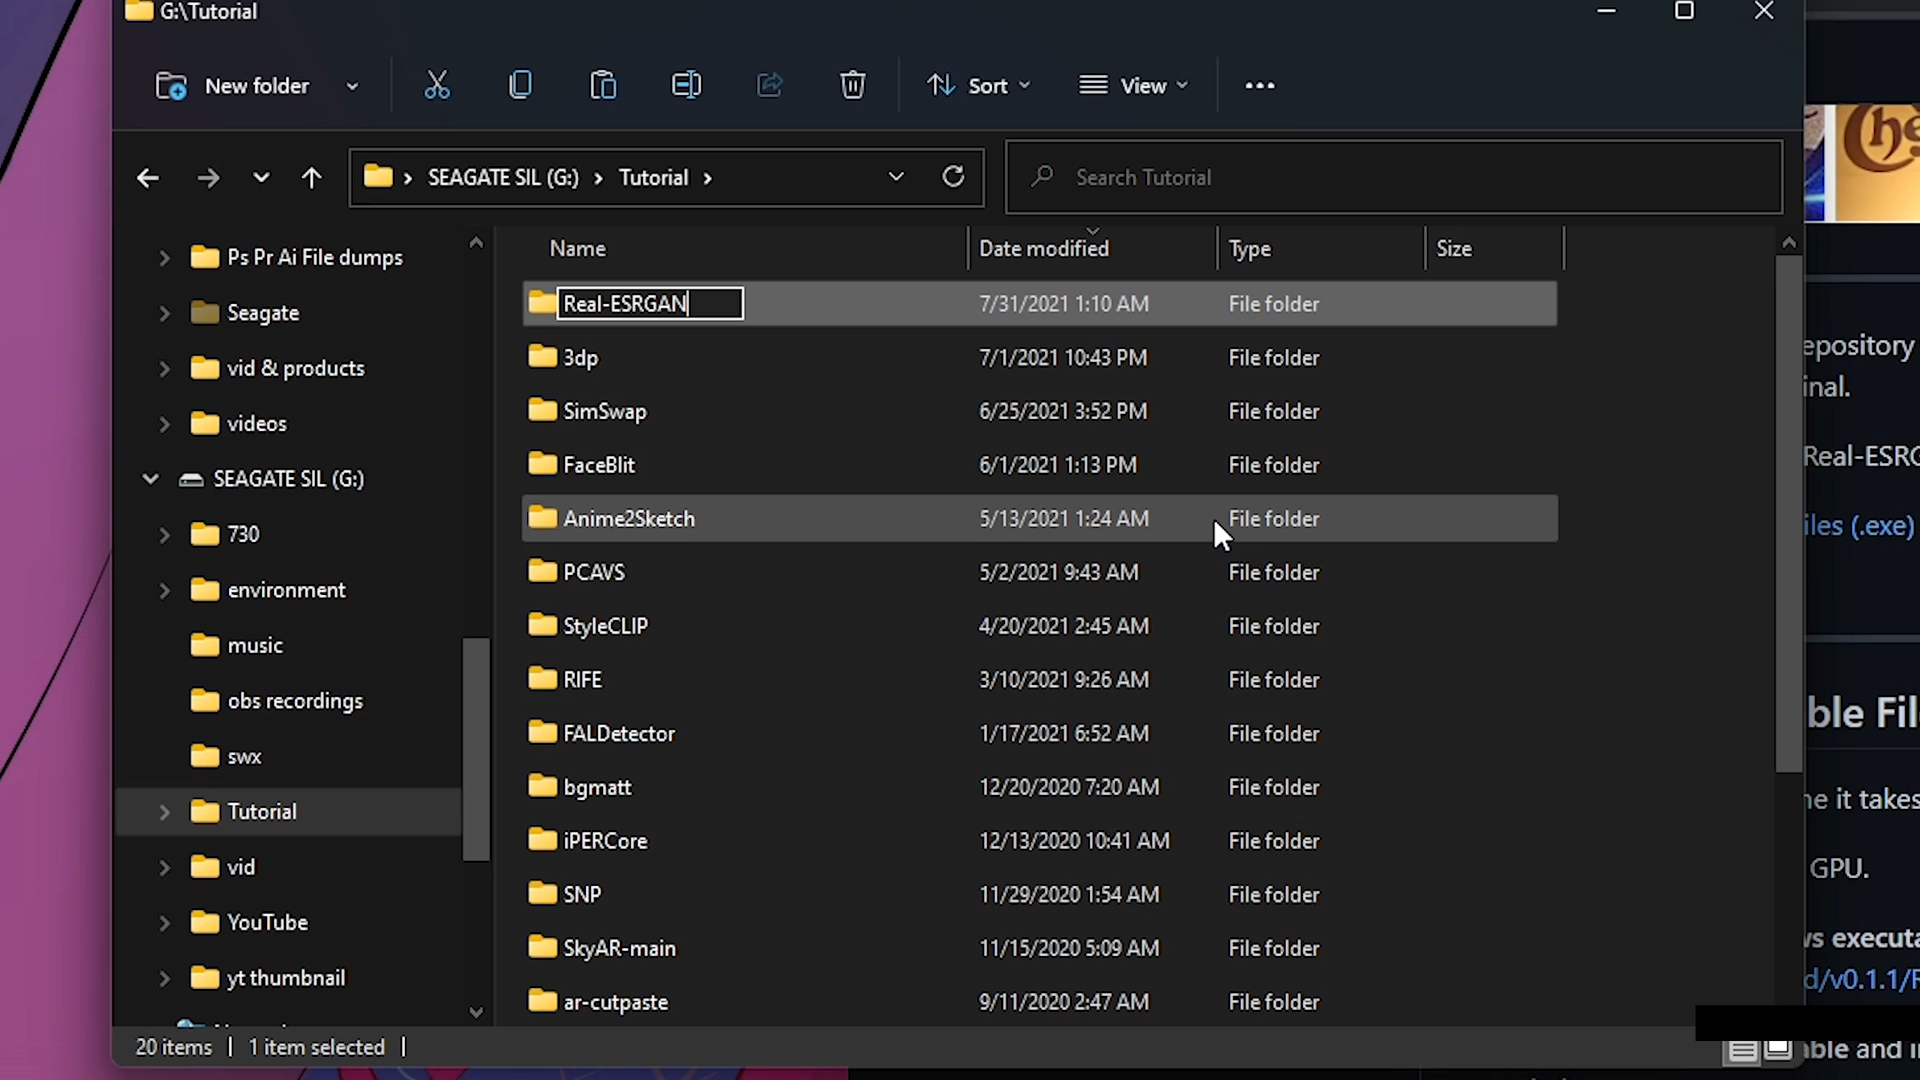 G:\Tutorial
New folder
Sort
View
SEAGATE SIL (G:) > Tutorial >
Search Tutorial
Ps Pr Ai File dumps
Seagate
vid & products
videos
SEAGATE SIL (G:)
730
environment
music
obs recordings
swx
Tutorial
vid
YouTube
yt thumbnail
Name Date modified Type Size
Real-ESRGAN 7/31/2021 1:10 AM File folder
3dp 7/1/2021 10:43 PM File folder
SimSwap 6/25/2021 3:52 PM File folder
FaceBlit 6/1/2021 1:13 PM File folder
Anime2Sketch 5/13/2021 1:24 AM File folder
PCAVS 5/2/2021 9:43 AM File folder
StyleCLIP 4/20/2021 2:45 AM File folder
RIFE 3/10/2021 9:26 AM File folder
FALDetector 1/17/2021 6:52 AM File folder
bgmatt 12/20/2020 7:20 AM File folder
iPERCore 12/13/2020 10:41 AM File folder
SNP 11/29/2020 1:54 AM File folder
SkyAR-main 11/15/2020 5:09 AM File folder
ar-cutpaste 9/11/2020 2:47 AM File folder
20 items 1 item selected
Che
epository
inal.
Real-ESRG
iles (.exe)
ble Fil
e it takes
GPU.
s execut
d/v0.1.1/
able and i